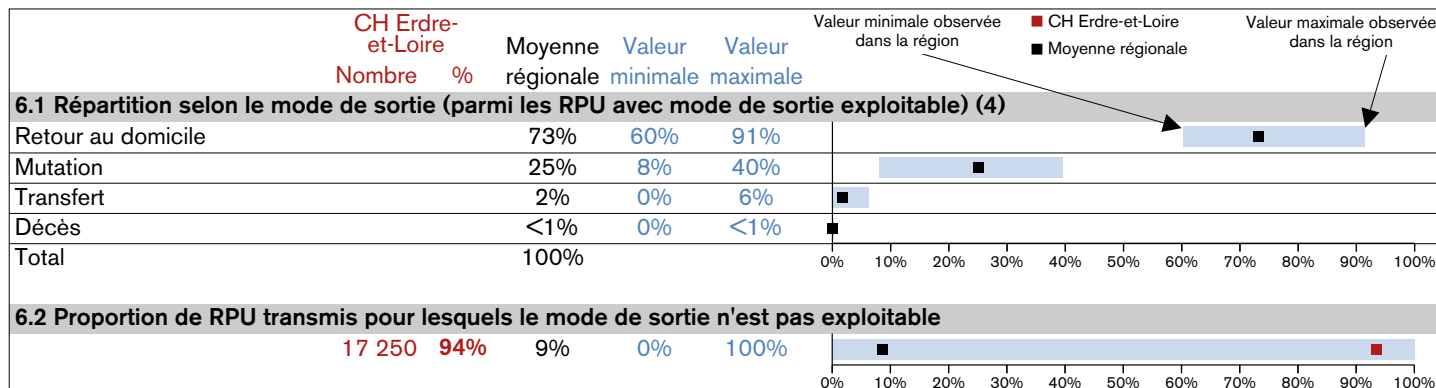 CH Erdre-
et-Loire
Nombre % Moyenne régionale Valeur minimale Valeur maximale
Valeur minimale observée
dans la région
CH Erdre-et-Loire
Moyenne régionale
Valeur maximale observée
dans la région
6.1 Répartition selon le mode de sortie (parmi les RPU avec mode de sortie exploitable) (4)
Retour au domicile 73% 60% 91%
Mutation 25% 8% 40%
Transfert 2% 0% 6%
Décès <1% 0% <1%
Total 100%
0% 10% 20% 30% 40% 50% 60% 70% 80% 90% 100%
6.2 Proportion de RPU transmis pour lesquels le mode de sortie n'est pas exploitable
17 250 94% 9% 0% 100%
0% 10% 20% 30% 40% 50% 60% 70% 80% 90% 100%